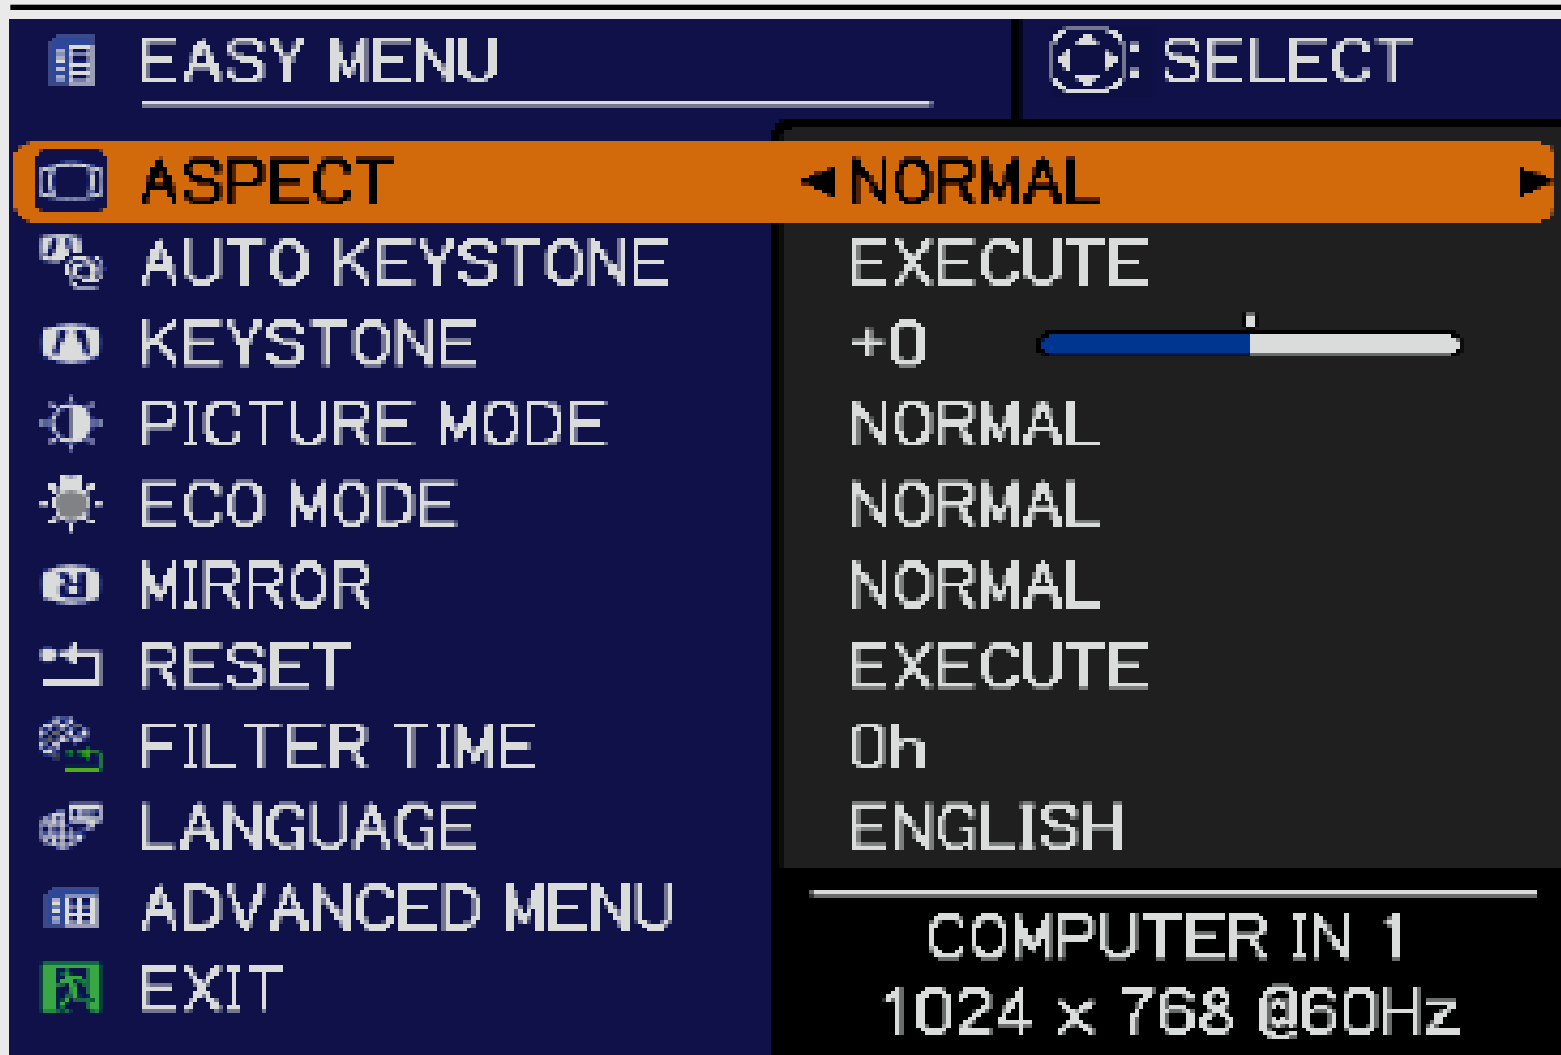 EASY MENU : SELECT
ASPECT NORMAL
AUTO KEYSTONE EXECUTE
KEYSTONE +0
PICTURE MODE NORMAL
ECO MODE NORMAL
MIRROR NORMAL
RESET EXECUTE
FILTER TIME 0h
LANGUAGE ENGLISH
ADVANCED MENU
COMPUTER IN 1
EXIT
1024 x 768 @60Hz